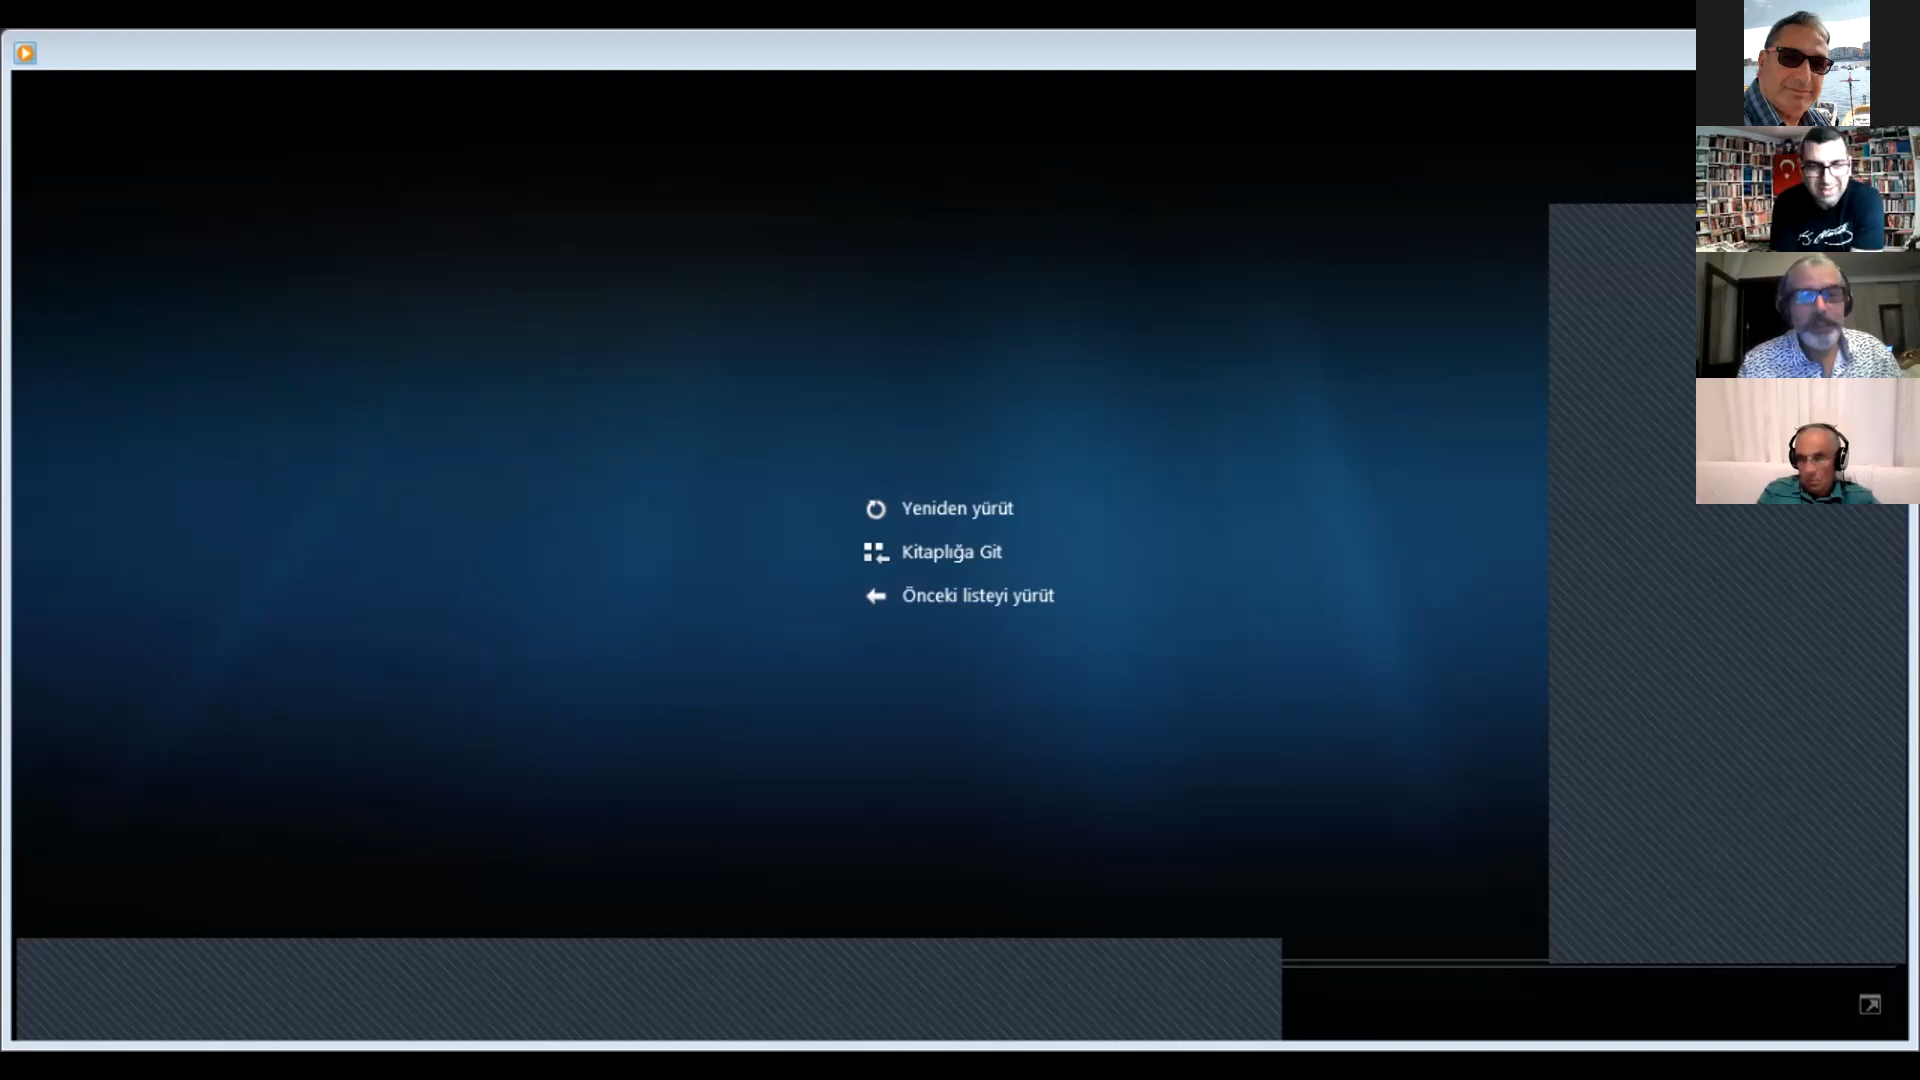 Yeniden yürüt
Kitaplığa Git
Önceki listeyi yürüt